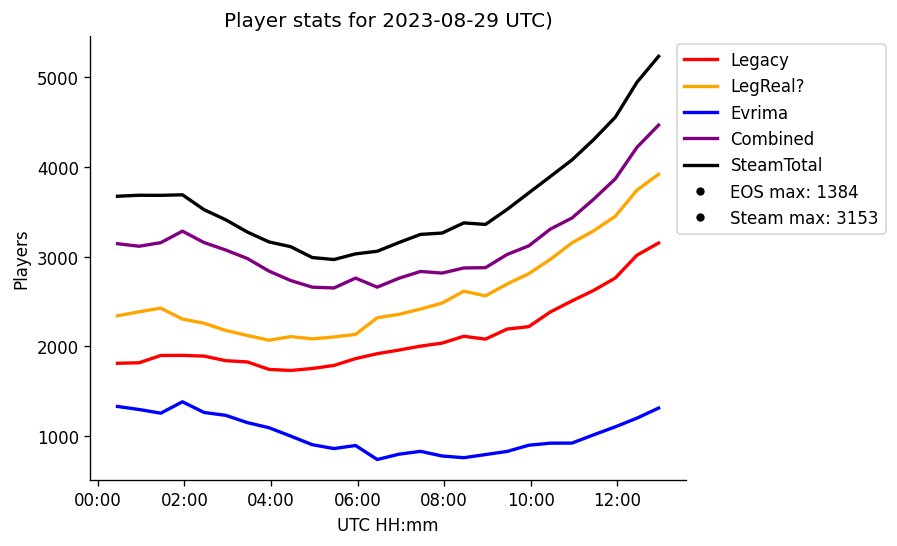 Player stats for 2023-08-29 UTC)
Legacy
LegReal?
Evrima
Combined
SteamTotal
EOS max: 1384
Steam max: 3153
5000
4000
3000
2000
1000
Players
00:00 02:00 04:00 06:00 08:00 10:00 12:00
UTC HH:mm